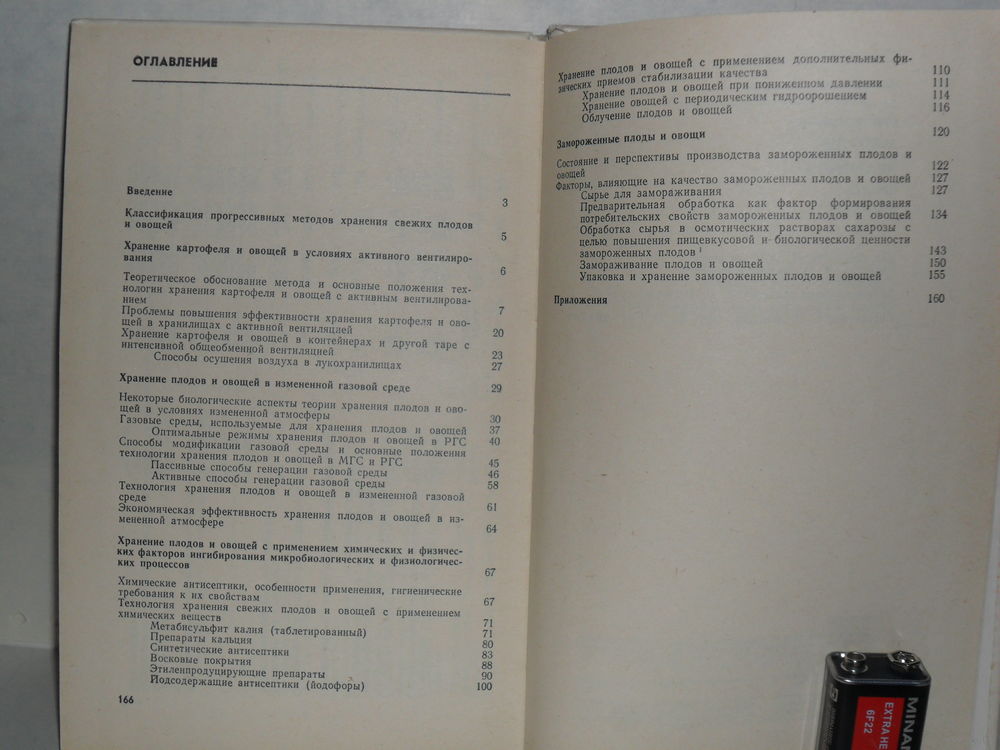 ОГЛАВЛЕНИЕ
Введение 3
Классификация прогрессивных методов хранения свежих плодов
и овощей 5
Хранение картофеля и овощей в условиях активного вентилиро-
вания 6
Теоретическое обоснование метода и основные положения тех-
нологии хранения картофеля и овощей с активным вентилирова-
нием 7
Проблемы повышения эффективности хранения картофеля и ово-
щей в хранилищах с активной вентиляцией 20
Хранение картофеля и овощей в контейнерах и другой таре с
интенсивной общеобменной вентиляцией 23
Способы осушения воздуха в лукохранилищах 27
Хранение плодов и овощей в измененной газовой среде 29
Некоторые биологические аспекты теории хранения плодов и ово-
щей в условиях измененной атмосферы 30
Газовые среды, используемые для хранения плодов и овощей 37
Оптимальные режимы хранения плодов и овощей в РГС 40
Способы модификации газовой среды и основные положения
технологии хранения плодов и овощей в МГС и РГС 45
Пассивные способы генерации газовой среды 46
Активные способы генерации газовой среды 58
Технология хранения плодов и овощей в измененной газовой
среде 61
Экономическая эффективность хранения плодов и овощей в из-
мененной атмосфере 64
Хранение плодов и овощей с применением химических и физичес-
ких факторов ингибирования микробиологических и физиологичес-
ких процессов 67
Химические антисептики, особенности применения, гигиенические
требования к их свойствам 67
Технология хранения свежих плодов и овощей с применением
химических веществ 71
Метабисульфит калия (таблетированный) 71
Препараты кальция 80
Синтетические антисептики 83
Восковые покрытия 88
Этиленпродуцирующие препараты 90
Йодсодержащие антисептики (йодофоры) 100
166
Хранение плодов и овощей с применением дополнительных фи-
зических приемов стабилизации качества 110
Хранение плодов и овощей при пониженном давлении 111
Хранение овощей с периодическим гидроорошением 114
Облучение плодов и овощей 116
Замороженные плоды и овощи 120
Состояние и перспективы производства замороженных плодов и
овощей 122
Факторы, влияющие на качество замороженных плодов и овощей 127
Сырье для замораживания 127
Предварительная обработка как фактор формирования
потребительских свойств замороженных плодов и овощей 134
Обработка сырья в осмотических растворах сахарозы с
целью повышения пищевкусовой и биологической ценности
замороженных плодов 143
Замораживание плодов и овощей 150
Упаковка и хранение замороженных плодов и овощей 155
Приложения 160
MINA
EXTRA HE
6F22